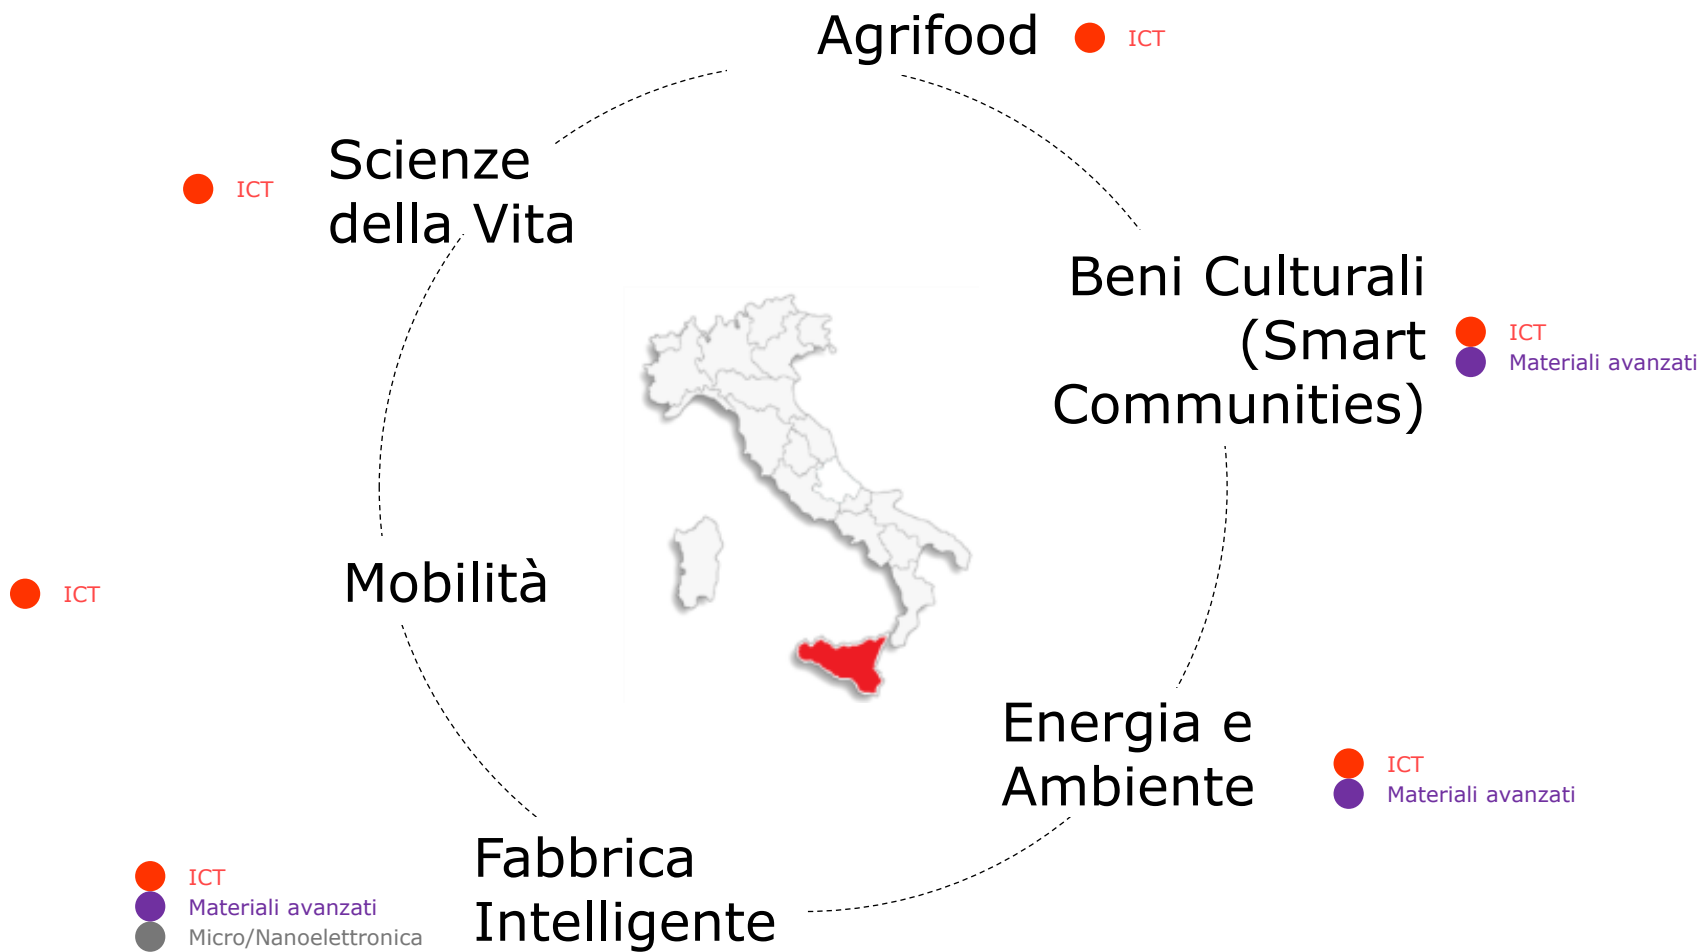 Agrifood
ICT
Scienze
della Vita
ICT
Beni Culturali
(Smart
Communities)
ICT
Materiali avanzati
Mobilità
ICT
Energia e
Ambiente
ICT
Materiali avanzati
Fabbrica
Intelligente
ICT
Materiali avanzati
Micro/Nanoelettronica